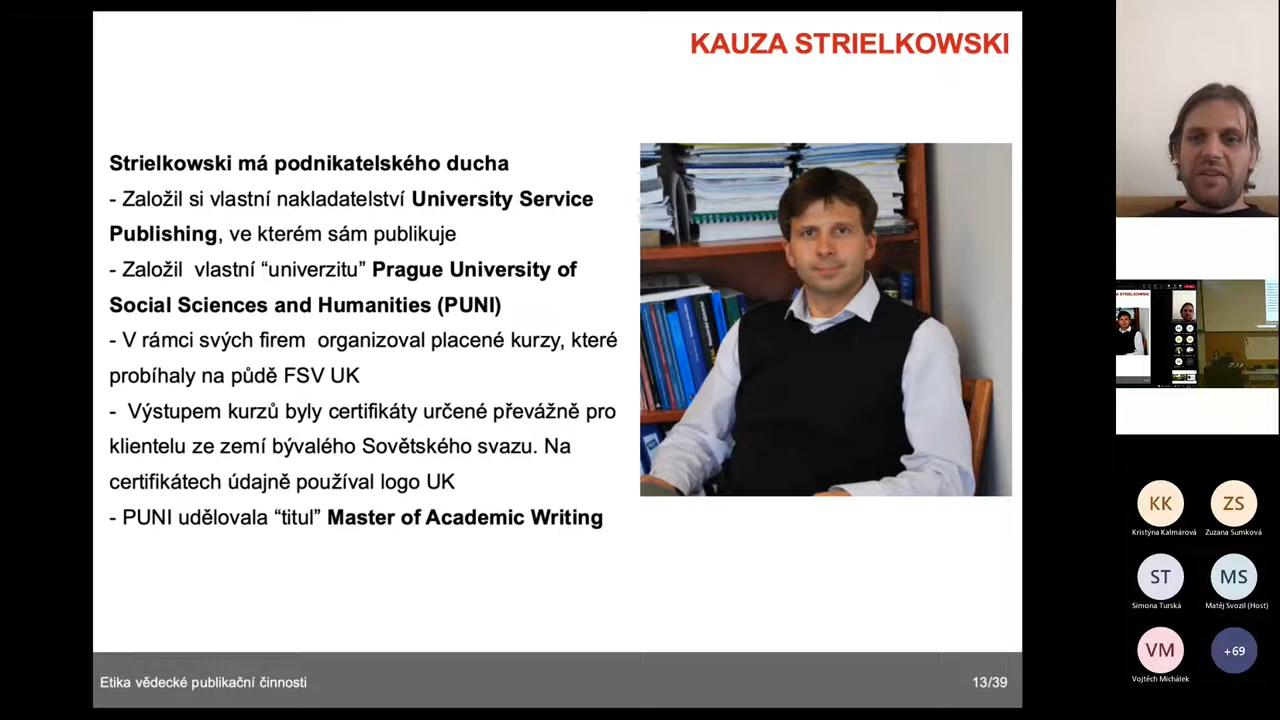 KAUZA STRIELKOWSKI
Strielkowski má podnikatelského ducha
- Založil si vlastní nakladatelství University Service
Publishing, ve kterém sám publikuje
- Založil vlastní “univerzitu” Prague University of
Social Sciences and Humanities (PUNI)
- V rámci svých firem organizoval placené kurzy, které
probíhaly na půdě FSV UK
- Výstupem kurzů byly certifikáty určené převážně pro
klientelu ze zemí bývalého Sovětského svazu. Na
certifikátech údajně používal logo UK
- PUNI udělovala “titul” Master of Academic Writing
Etika vědecké publikační činnosti
13/39
KK
ZS
Kristýna Kalmárová
Zuzana Sumková
ST
MS
Simona Turská
Matěj Svozil (Host)
VM
+69
Vojtěch Michálek